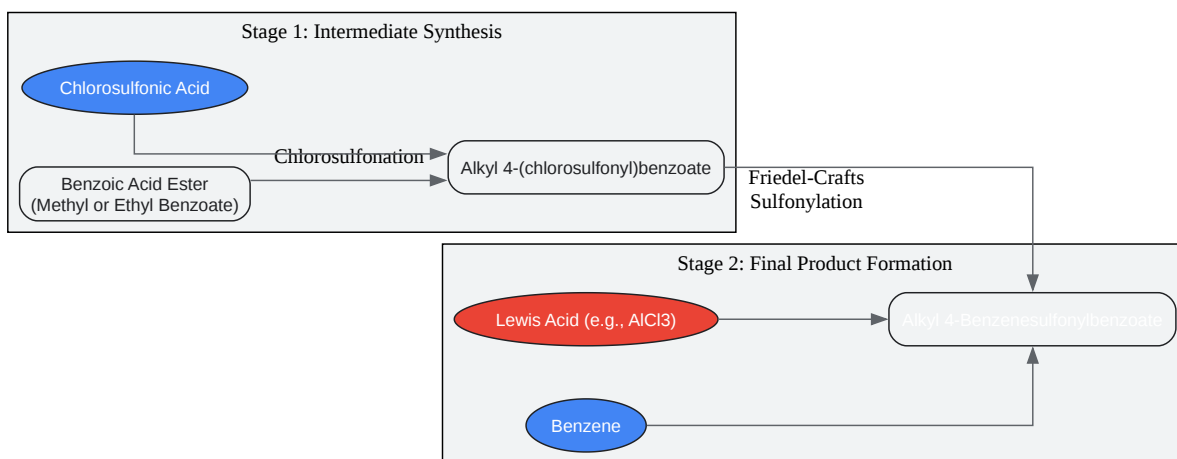 Stage 1: Intermediate Synthesis
Chlorosulfonic Acid
Chlorosulfonation
Benzoic Acid Ester
(Methyl or Ethyl Benzoate)
Alkyl 4-(chlorosulfonyl)benzoate
Friedel-Crafts
Sulfonylation
Stage 2: Final Product Formation
Lewis Acid (e.g., AlCl3)
Alkyl 4-Benzenesulfonylbenzoate
Benzene